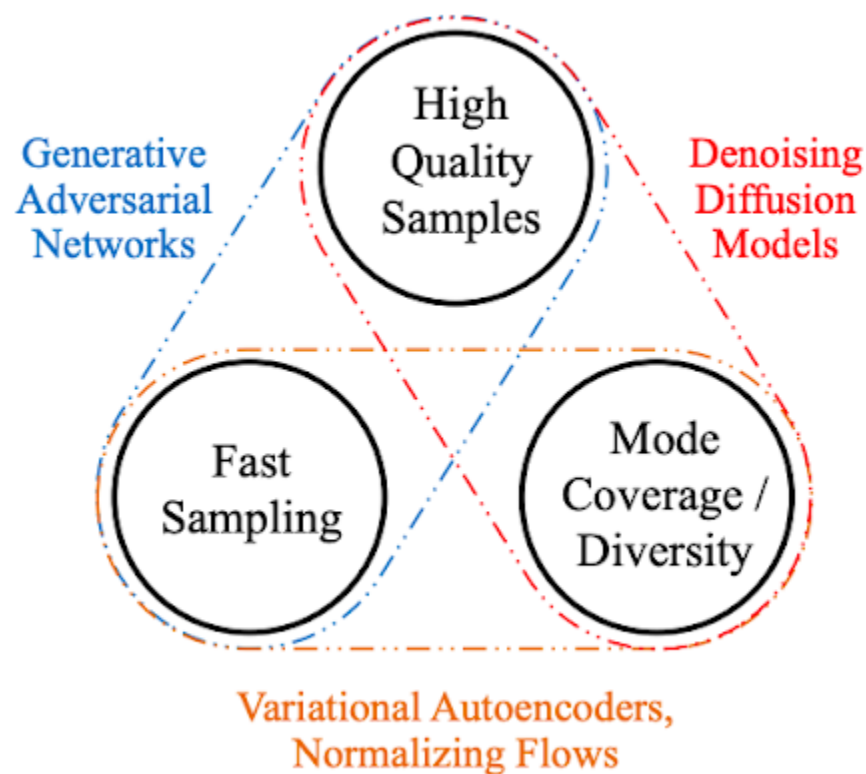 High
Quality
Samples
Generative
Adversarial
Networks
Denoising
Diffusion
Models
Fast
Sampling
Mode
Coverage /
Diversity
Variational Autoencoders,
Normalizing Flows